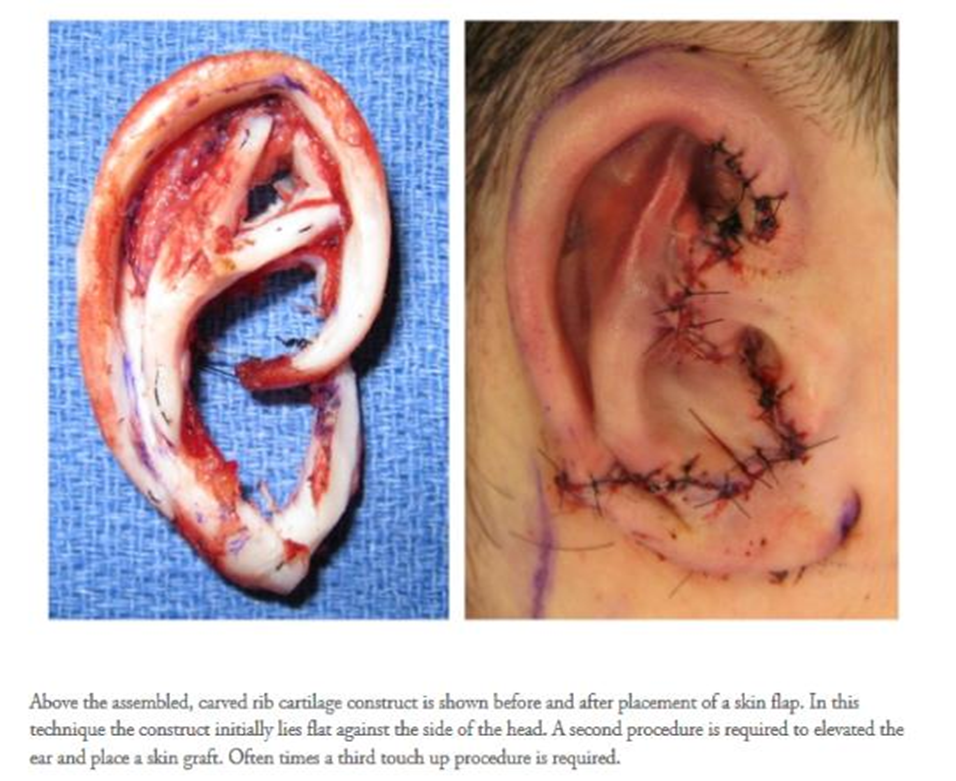 Above the assembled, carved rib cartilage construct is shown before and after placement of a skin flap. In this
technique the construct initially lies flat against the side of the head. A second procedure is required to elevated the
ear and place a skin graft. Often times a third touch up procedure is required.